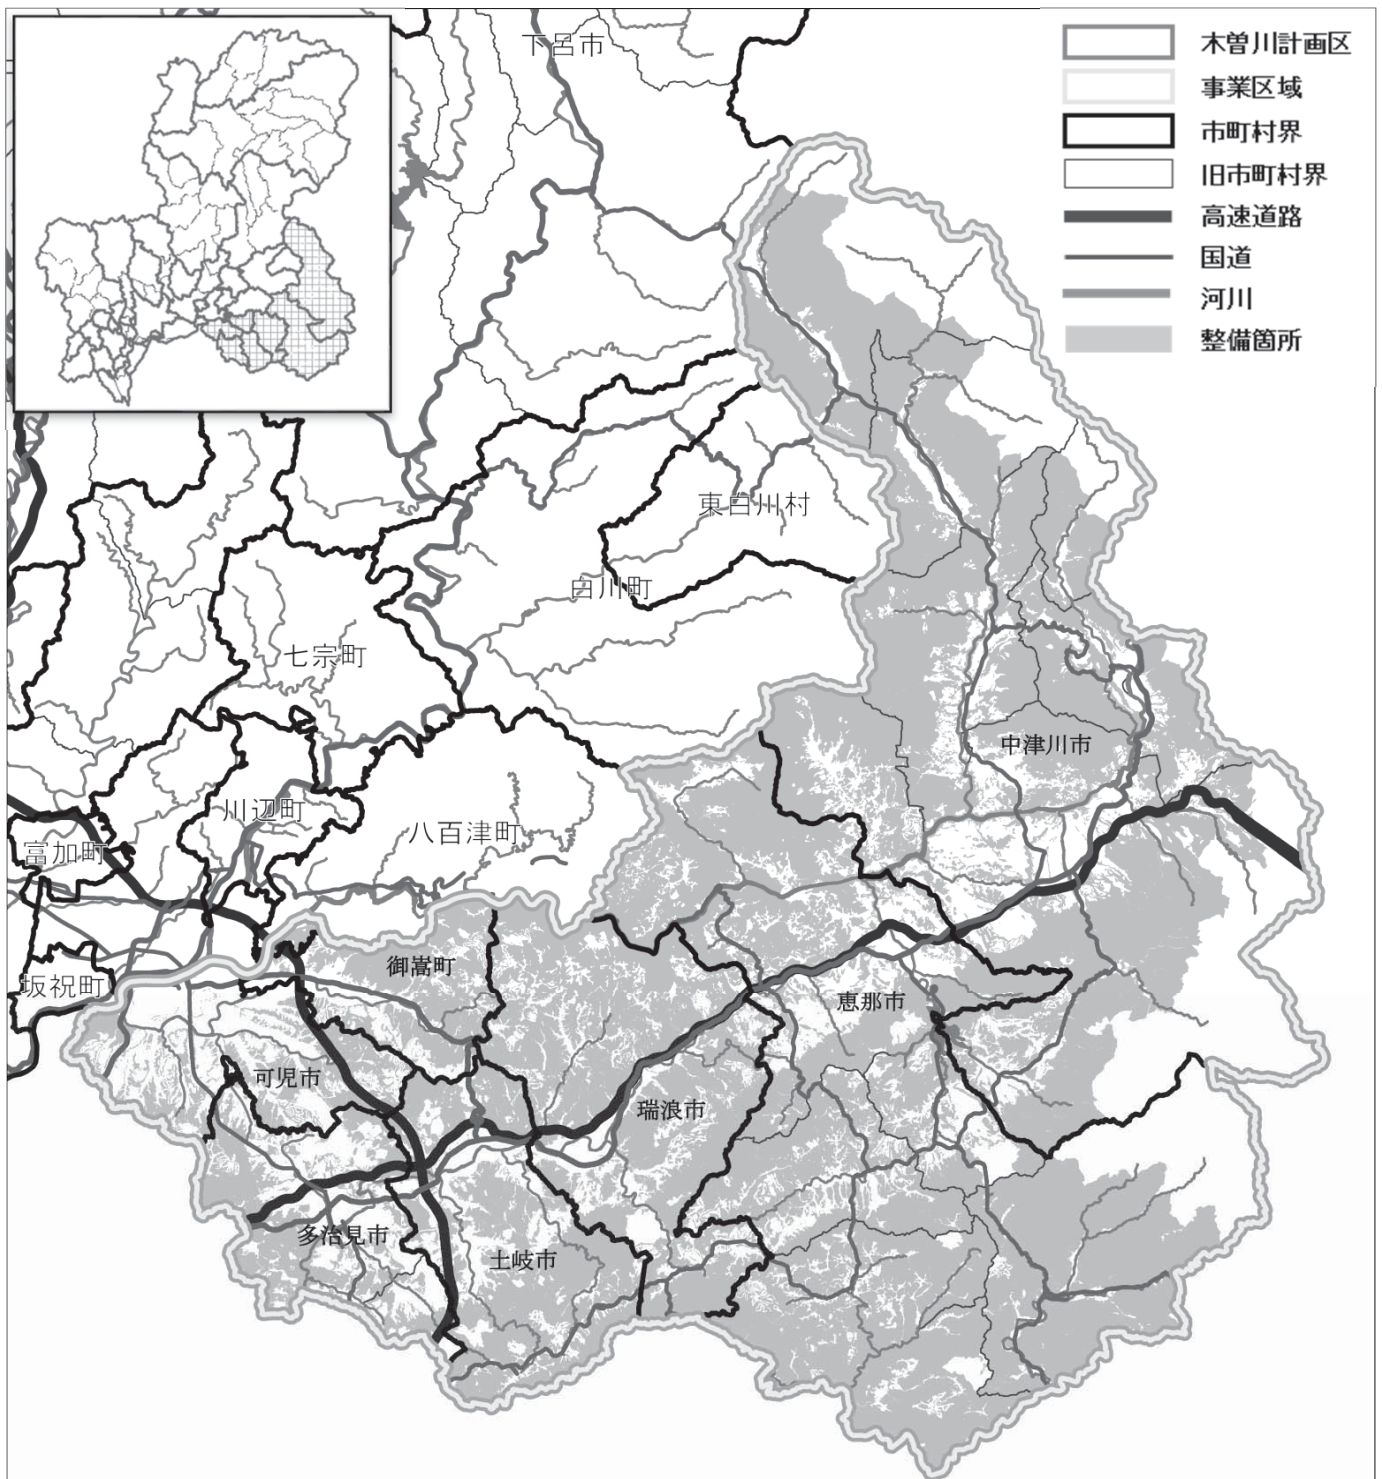 下呂市
木曽川計画区
事業区域
市町村界
旧市町村界
高速道路
国道
河川
整備箇所
東白川村
白川町
七宗町
中津川市
川辺町
八百津町
富加町
御嵩町
坂祝町
恵那市
可児市
瑞浪市
多治見市
土岐市